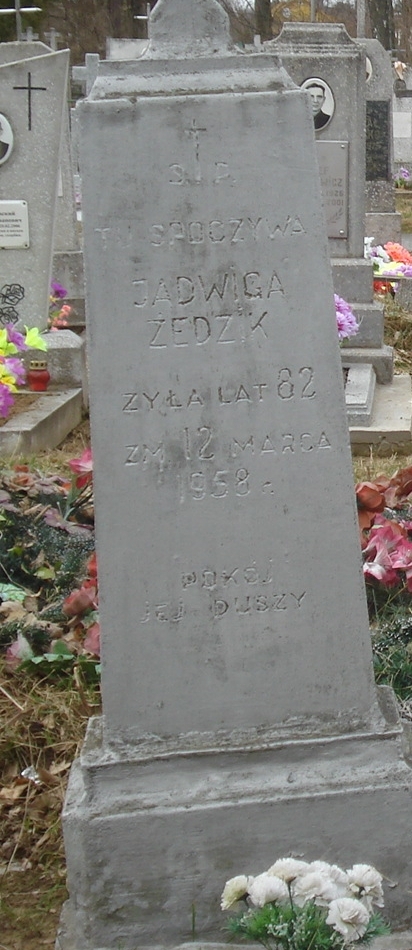 Ś. P.
TU SPOCZYWA
JADWIGA
ŻEDZIK
ŻYŁA LAT 82
ZM 12 MARCA
1958 r.
POKÓJ
JEJ DUSZY